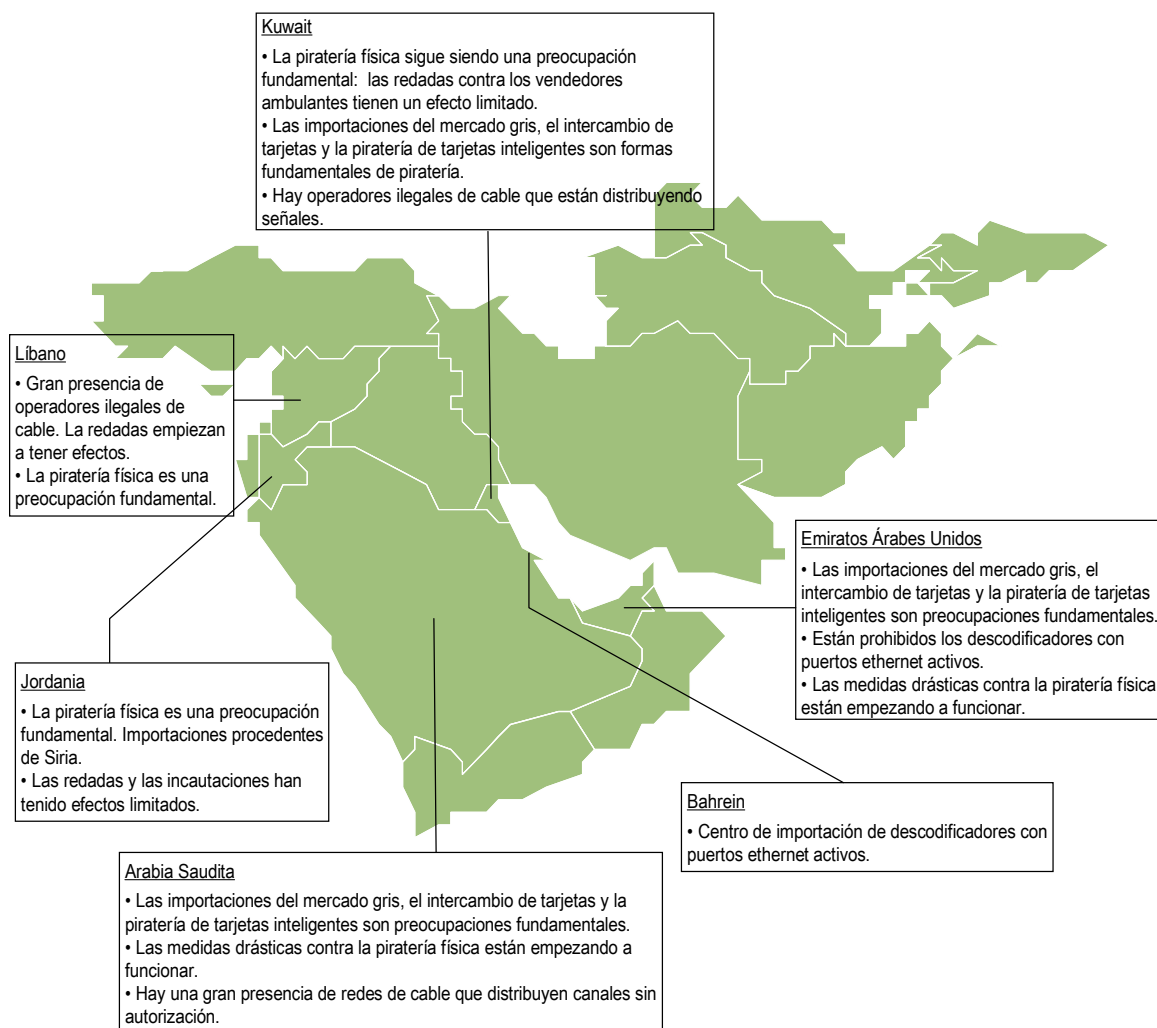 Kuwait
• La piratería física sigue siendo una preocupación
fundamental: las redadas contra los vendedores
ambulantes tienen un efecto limitado.
• Las importaciones del mercado gris, el intercambio de
tarjetas y la piratería de tarjetas inteligentes son formas
fundamentales de piratería.
• Hay operadores ilegales de cable que están distribuyendo
señales.
Líbano
• Gran presencia de
operadores ilegales de
cable. La redadas empiezan
a tener efectos.
• La piratería física es una
preocupación fundamental.
Emiratos Árabes Unidos
• Las importaciones del mercado gris, el
intercambio de tarjetas y la piratería de tarjetas
inteligentes son preocupaciones fundamentales.
• Están prohibidos los descodificadores con
puertos ethernet activos.
• Las medidas drásticas contra la piratería física
están empezando a funcionar.
Jordania
• La piratería física es una preocupación
fundamental. Importaciones procedentes
de Siria.
• Las redadas y las incautaciones han
tenido efectos limitados.
Bahrein
• Centro de importación de descodificadores con
puertos ethernet activos.
Arabia Saudita
• Las importaciones del mercado gris, el intercambio de tarjetas y la
piratería de tarjetas inteligentes son preocupaciones fundamentales.
• Las medidas drásticas contra la piratería física están empezando a
funcionar.
• Hay una gran presencia de redes de cable que distribuyen canales sin
autorización.